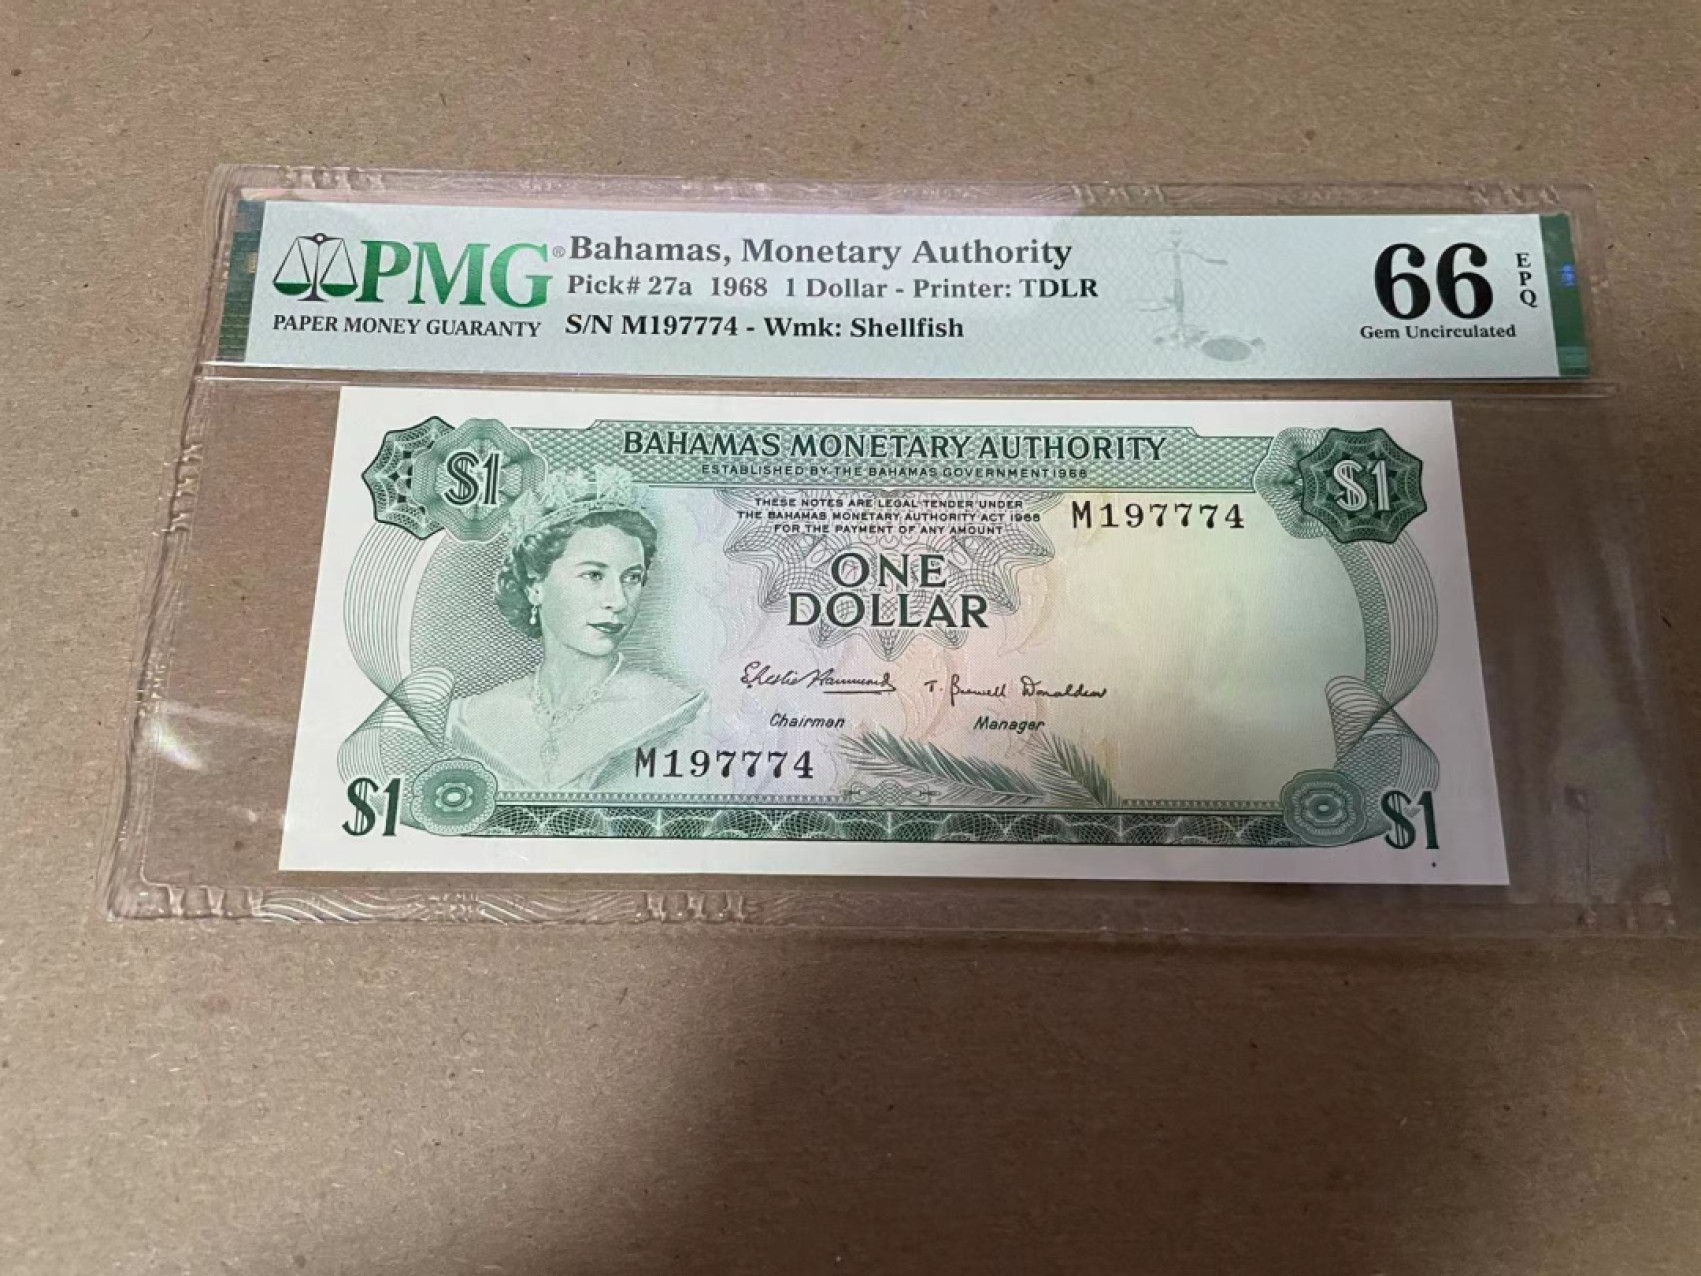 PMG®
PAPER MONEY GUARANTY
Bahamas, Monetary Authority
Pick# 27a 1968 1 Dollar - Printer: TDLR
S/N M197774 - Wmk: Shellfish
66
EPQ
Gem Uncirculated
BAHAMAS MONETARY AUTHORITY
ESTABLISHED BY THE BAHAMAS GOVERNMENT 1968
$1
$1
THESE NOTES ARE LEGAL TENDER UNDER
THE BAHAMAS MONETARY AUTHORITY ACT 1968
FOR THE PAYMENT OF ANY AMOUNT
M197774
ONE
DOLLAR
T. Barwell Donaldson
Chairman
Manager
M197774
$1
$1